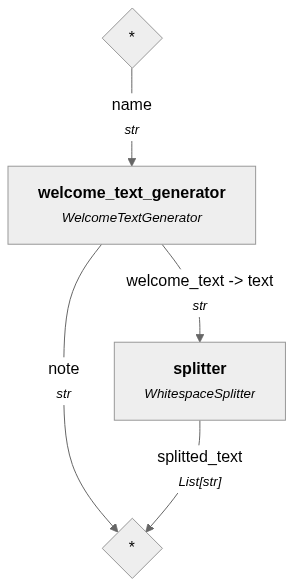 *
name
str
welcome_text_generator
WelcomeTextGenerator
welcome_text -> text
str
splitter
WhitespaceSplitter
note
str
splitted_text
List[str]
*